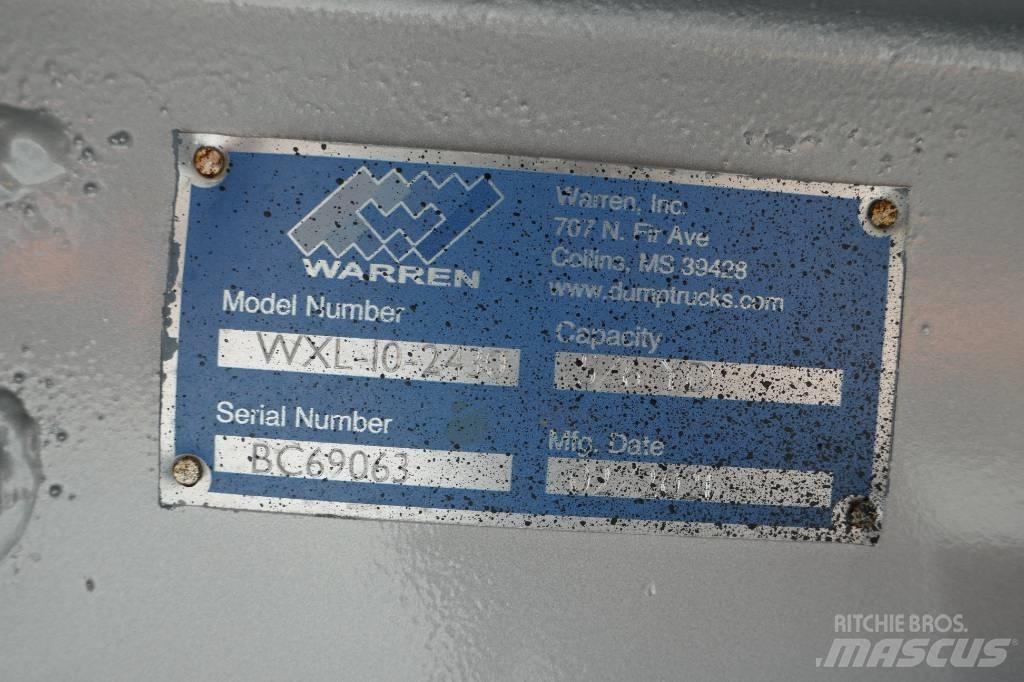 WARREN
Warren, Inc.
707 N. Fir Ave
Collins, MS 39428
www.dumptrucks.com
Model Number
Capacity
Serial Number
BC69063
Mfg. Date
RITCHIE BROS.
MASCUS